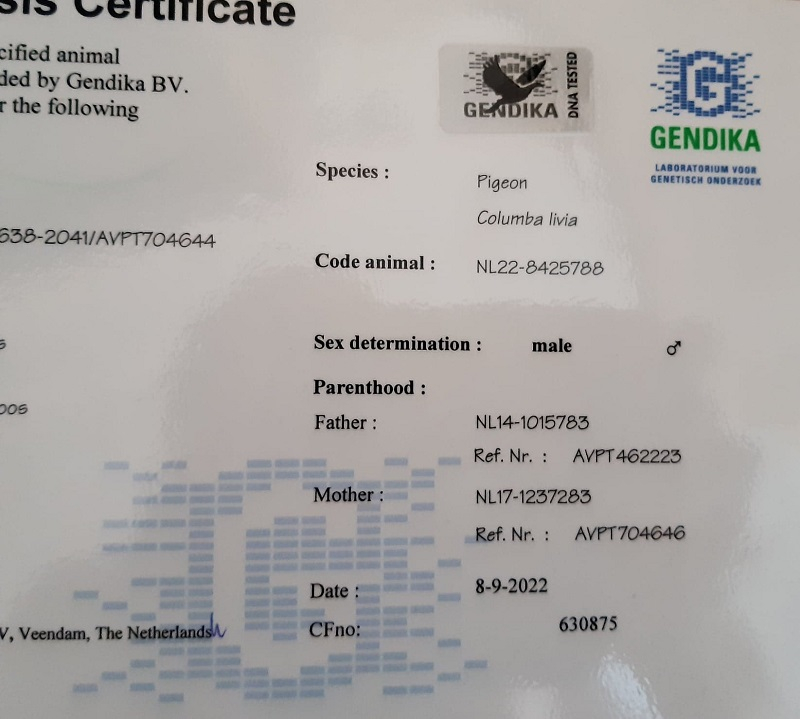 sis Certificate
cified animal
ded by Gendika BV.
r the following
GENDIKA
DNA TESTED
GENDIKA
LABORATORIUM VOOR
GENETISCH ONDERZOEK
Species :
Pigeon
Columba livia
638-2041/AVPT704644
Code animal :
NL22-8425788
Sex determination :
male ♂
Parenthood :
005
Father :
NL14-1015783
Ref. Nr. : AVPT462223
Mother :
NL17-1237283
Ref. Nr. : AVPT704646
Date :
8-9-2022
V, Veendam, The Netherlands
CFno:
630875